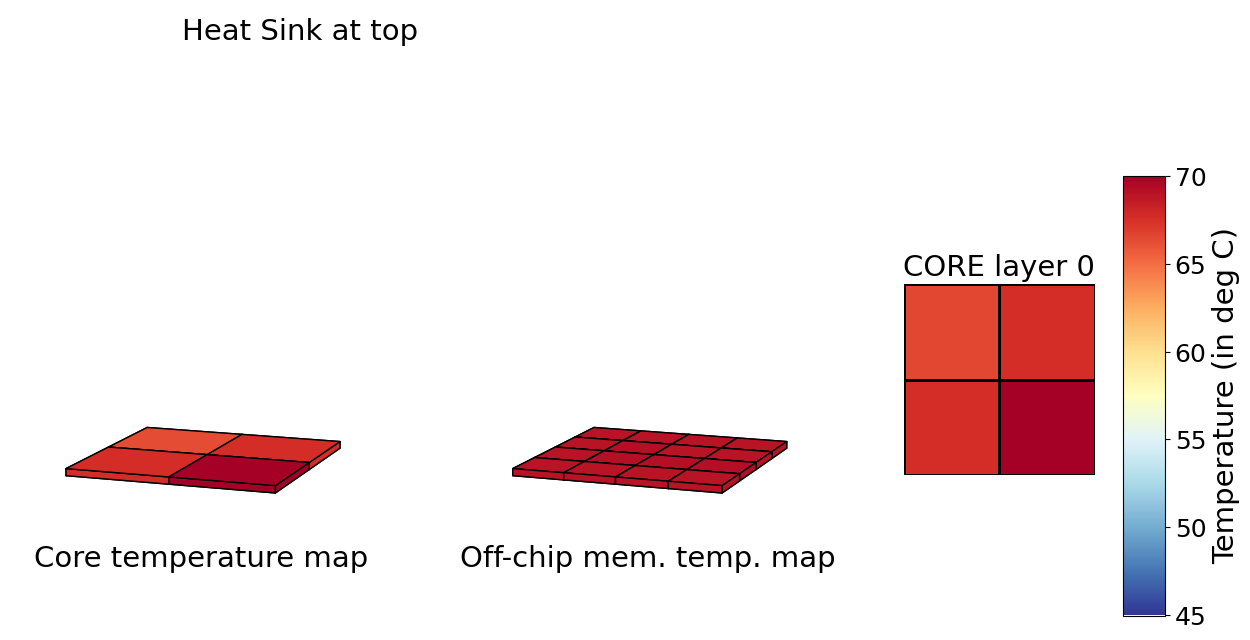 Heat Sink at top
Core temperature map
Off-chip mem. temp. map
CORE layer 0
70
65
60
55
50
45
Temperature (in deg C)